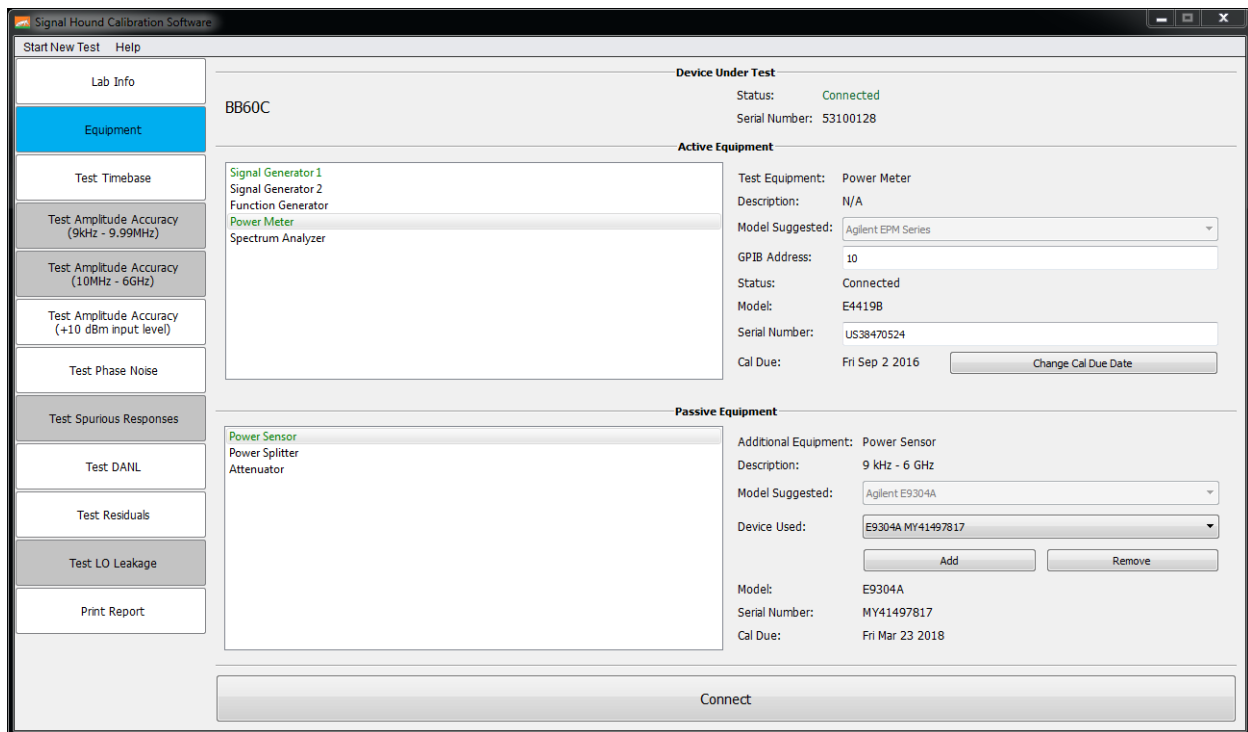 Signal Hound Calibration Software
Start New Test Help
Lab Info
Equipment
Test Timebase
Test Amplitude Accuracy
(9kHz - 9.99MHz)
Test Amplitude Accuracy
(10MHz - 6GHz)
Test Amplitude Accuracy
(+10 dBm input level)
Test Phase Noise
Test Spurious Responses
Test DANL
Test Residuals
Test LO Leakage
Print Report
Device Under Test
BB60C
Status: Connected
Serial Number: 53100128
Active Equipment
Signal Generator 1
Signal Generator 2
Function Generator
Power Meter
Spectrum Analyzer
Test Equipment: Power Meter
Description: N/A
Model Suggested: Agilent EPM Series
GPIB Address: 10
Status: Connected
Model: E4419B
Serial Number: US38470524
Cal Due: Fri Sep 2 2016 Change Cal Due Date
Passive Equipment
Power Sensor
Power Splitter
Attenuator
Additional Equipment: Power Sensor
Description: 9 kHz - 6 GHz
Model Suggested: Agilent E9304A
Device Used: E9304A MY41497817
Add Remove
Model: E9304A
Serial Number: MY41497817
Cal Due: Fri Mar 23 2018
Connect